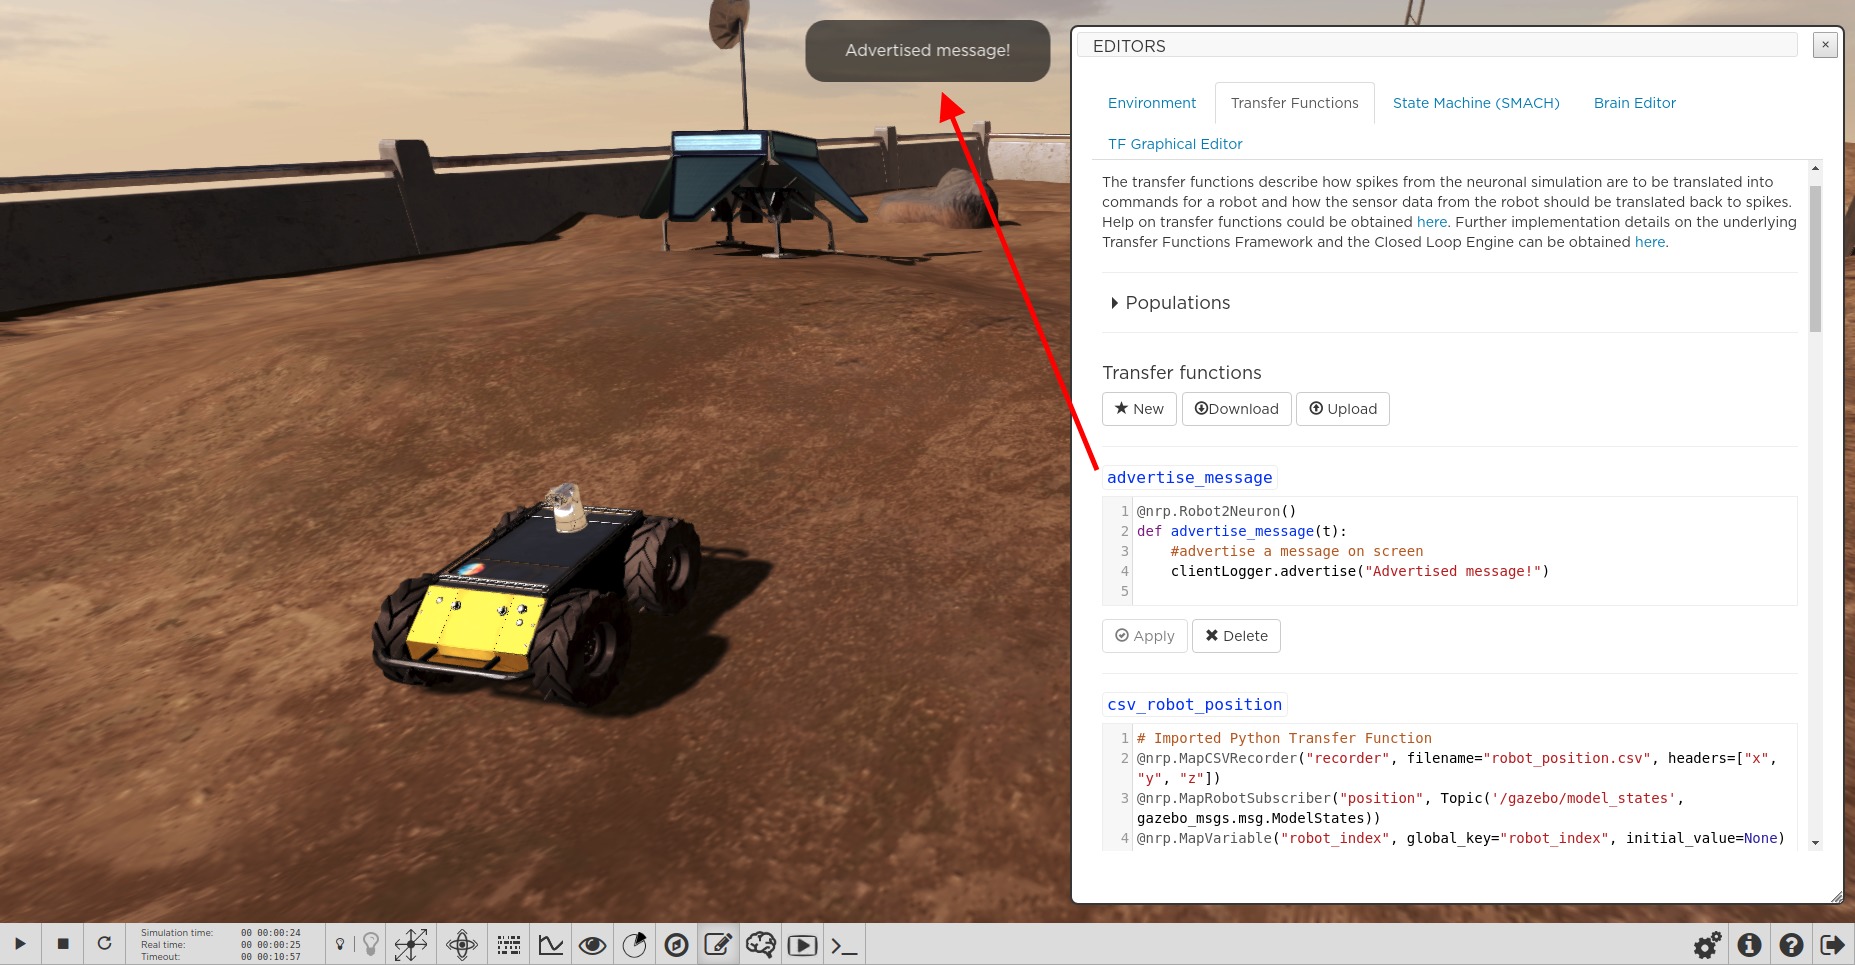 Advertised message!
EDITORS
×
Environment
Transfer Functions
State Machine (SMACH)
Brain Editor
TF Graphical Editor
The transfer functions describe how spikes from the neuronal simulation are to be translated into
commands for a robot and how the sensor data from the robot should be translated back to spikes.
Help on transfer functions could be obtained here. Further implementation details on the underlying
Transfer Functions Framework and the Closed Loop Engine can be obtained here.
Populations
Transfer functions
New
Download
Upload
advertise_message
1 @nrp.Robot2Neuron()
2 def advertise_message(t):
3     #advertise a message on screen
4     clientLogger.advertise("Advertised message!")
5
Apply
Delete
csv_robot_position
1 # Imported Python Transfer Function
2 @nrp.MapCSVRecorder("recorder", filename="robot_position.csv", headers=["x",
"y", "z"])
3 @nrp.MapRobotSubscriber("position", Topic('/gazebo/model_states',
gazebo_msgs.msg.ModelStates))
4 @nrp.MapVariable("robot_index", global_key="robot_index", initial_value=None)
Simulation time: 00 00:00:24
Real time: 00 00:00:25
Timeout: 00 00:10:57